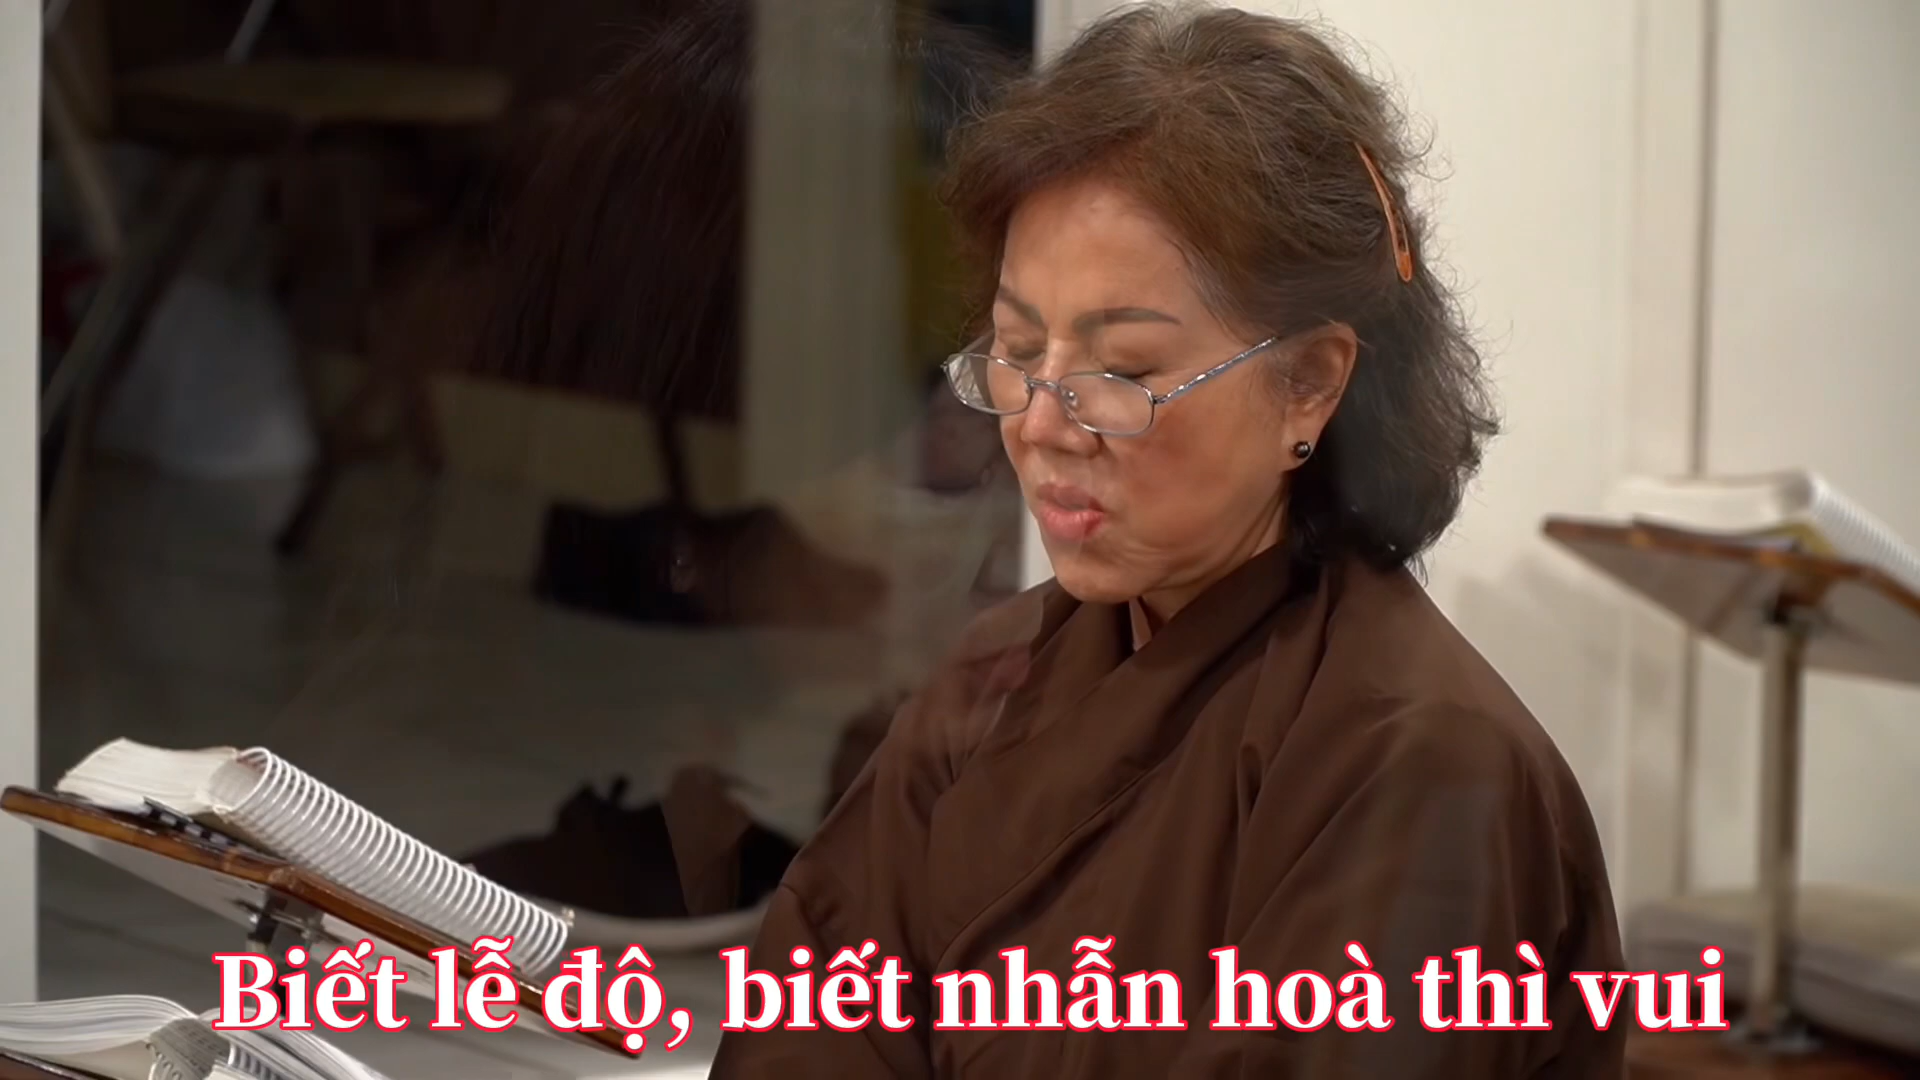 Biết lễ độ, biết nhẫn hoà thì vui